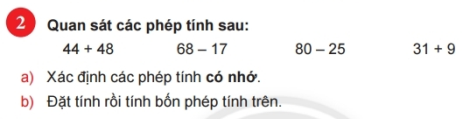 2 Quan sát các phép tính sau:
44 + 48 68 – 17 80 – 25 31 + 9
a) Xác định các phép tính có nhớ.
b) Đặt tính rồi tính bốn phép tính trên.